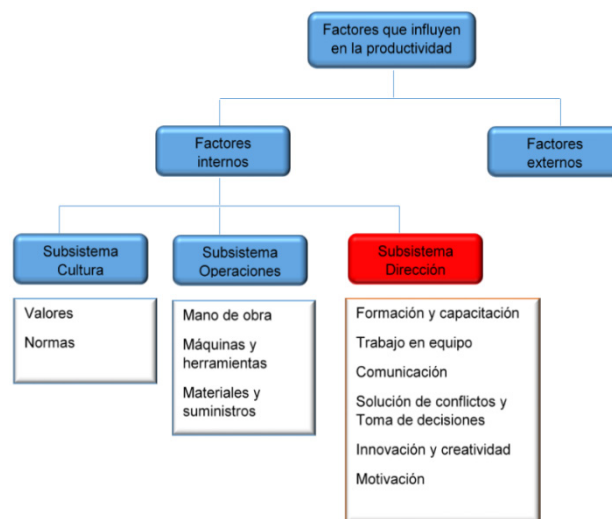 Factores que influyen
en la productividad
Factores
internos
Factores
externos
Subsistema
Cultura
Subsistema
Operaciones
Subsistema
Dirección
Valores
Normas
Mano de obra
Máquinas y
herramientas
Materiales y
suministros
Formación y capacitación
Trabajo en equipo
Comunicación
Solución de conflictos y
Toma de decisiones
Innovación y creatividad
Motivación